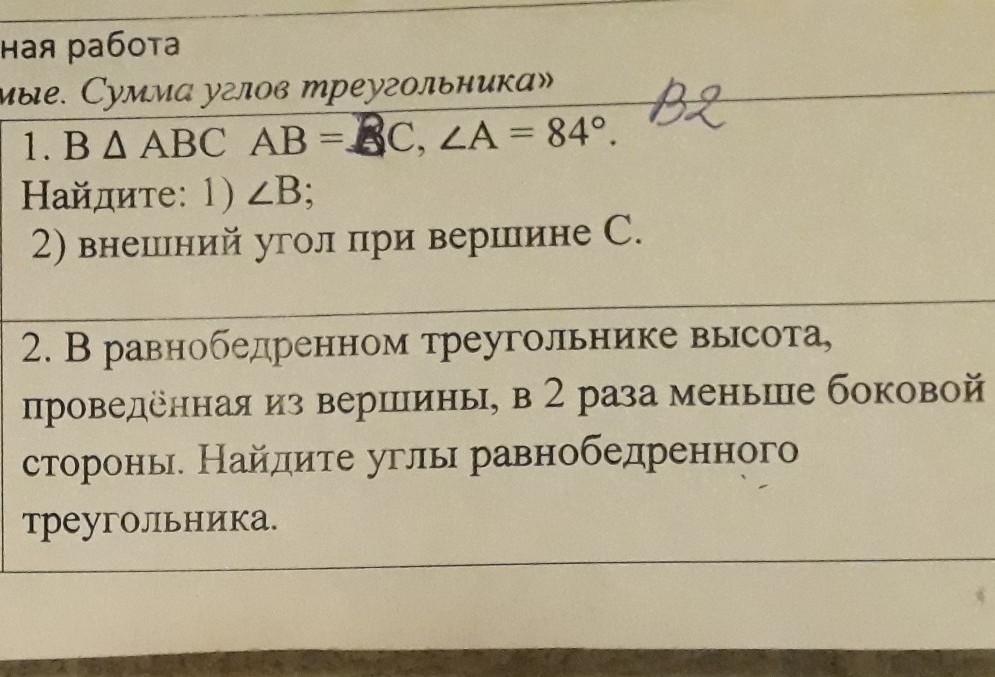 ная работа
мые. Сумма углов треугольника»
В2
1. В Δ ABC AB = BC, ∠A = 84°.
Найдите: 1) ∠B;
2) внешний угол при вершине С.
2. В равнобедренном треугольнике высота,
проведённая из вершины, в 2 раза меньше боковой
стороны. Найдите углы равнобедренного
треугольника.